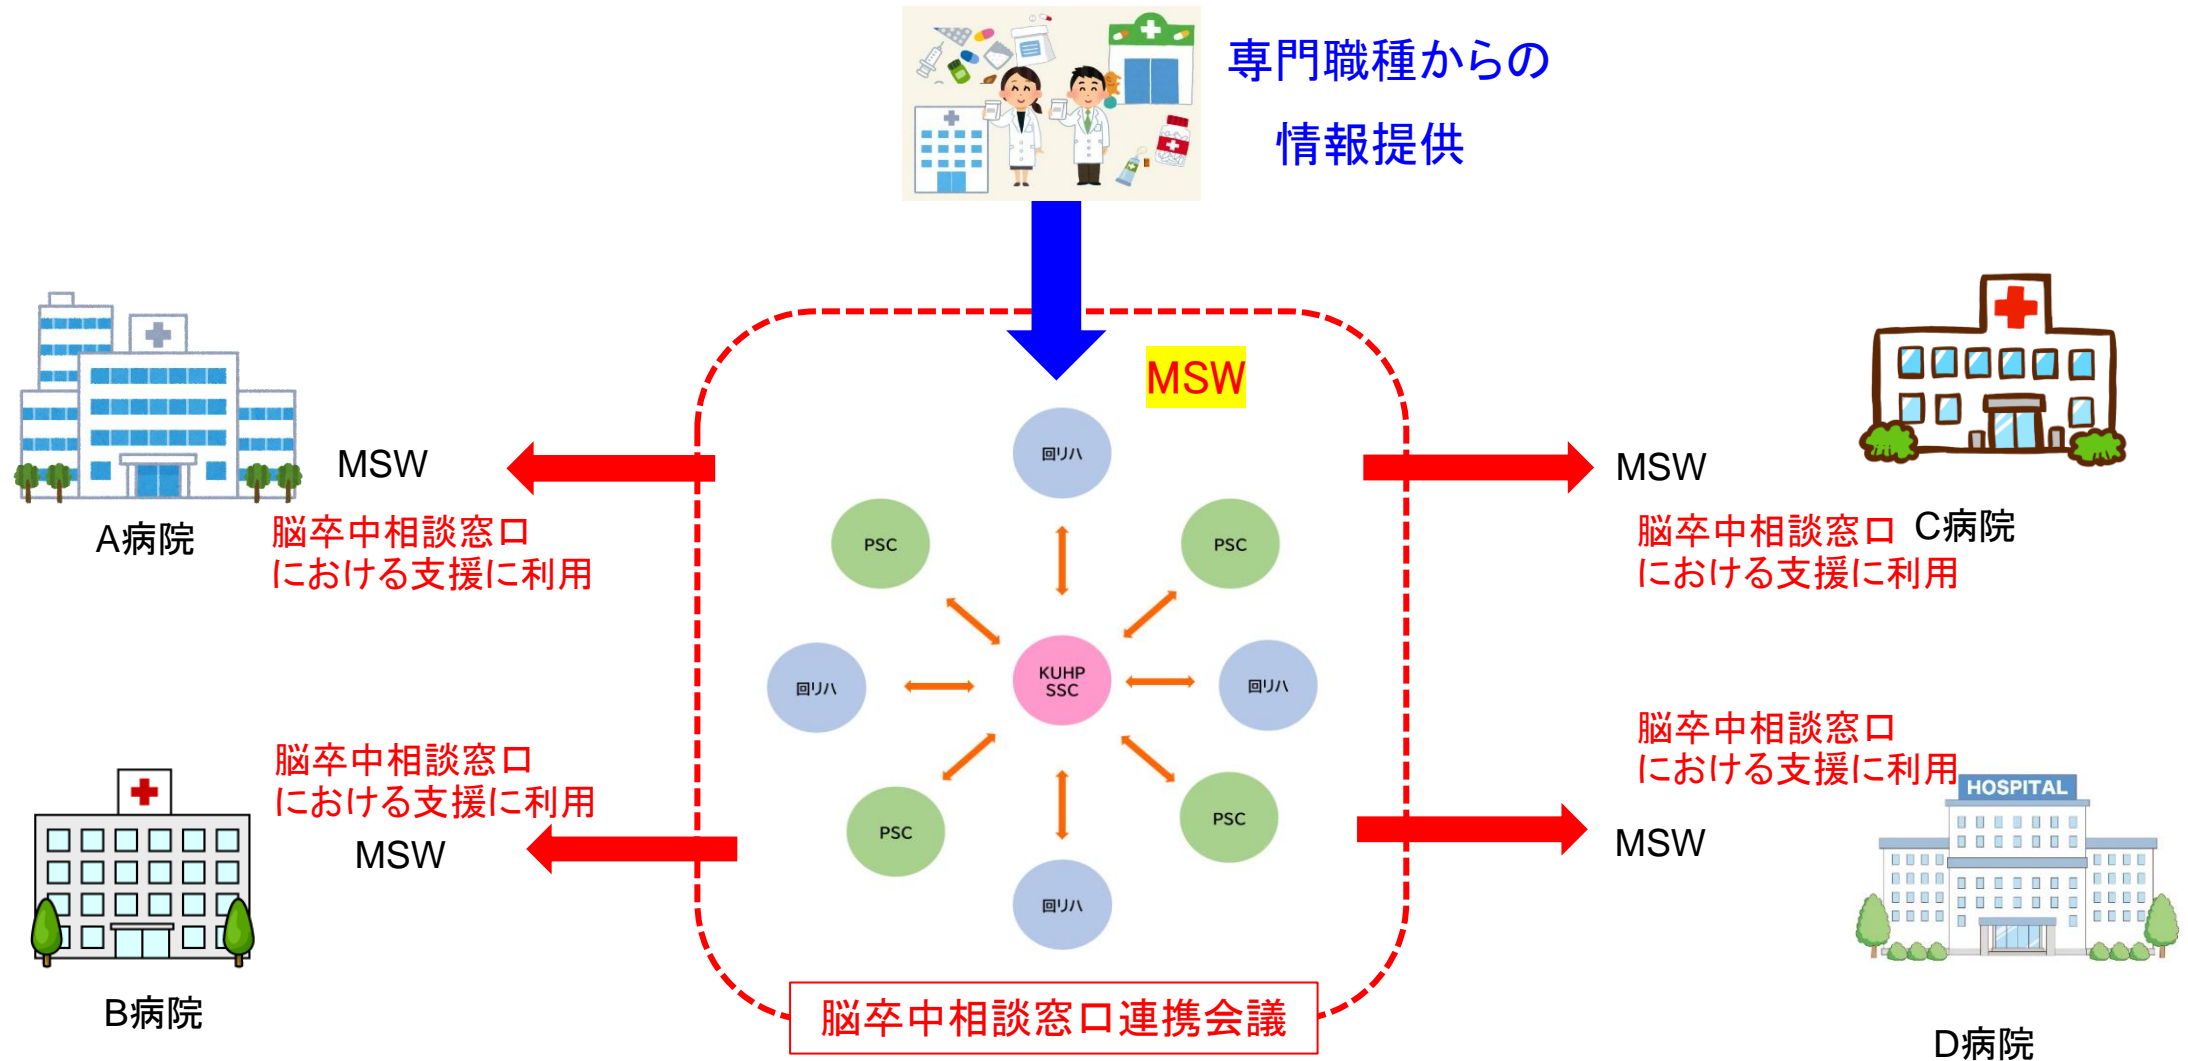 専門職種からの
情報提供
MSW
回リハ
PSC
PSC
回リハ
KUHP
SSC
回リハ
PSC
PSC
回リハ
脳卒中相談窓口連携会議
MSW
脳卒中相談窓口
における支援に利用
A病院
脳卒中相談窓口
における支援に利用
MSW
B病院
MSW
脳卒中相談窓口
における支援に利用
C病院
脳卒中相談窓口
における支援に利用
HOSPITAL
MSW
D病院